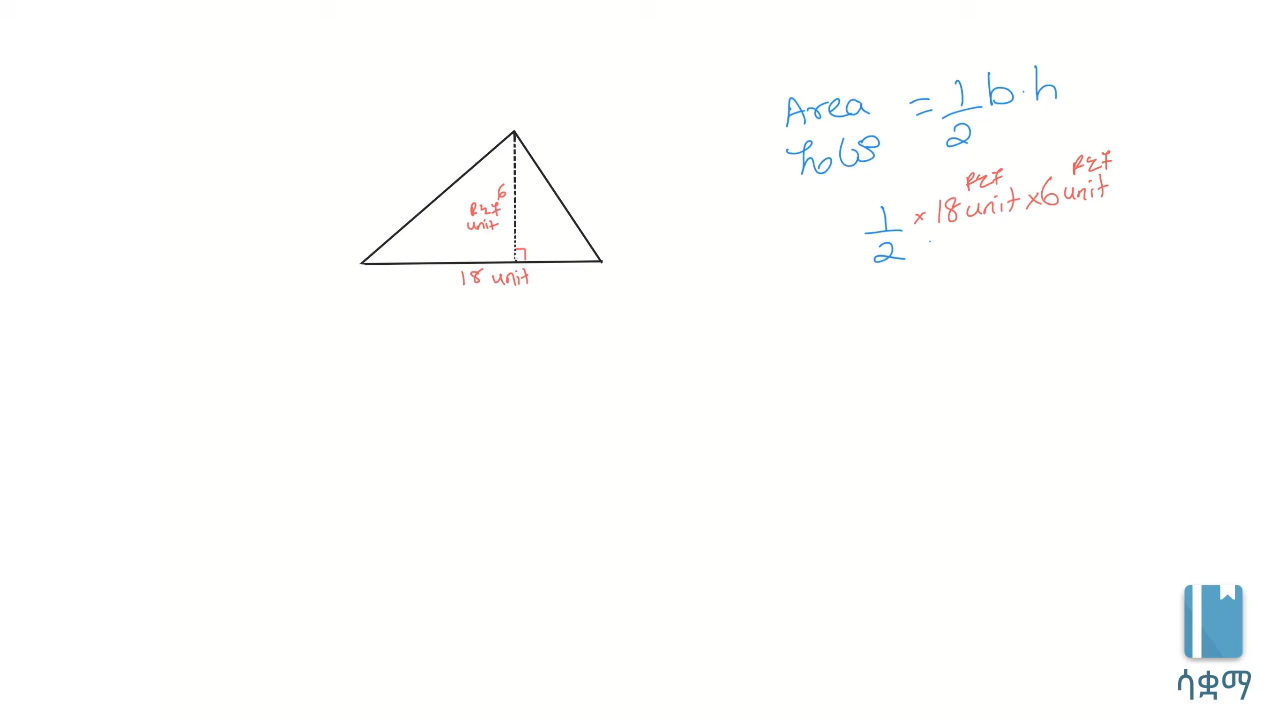 Area = 1/2 b·h
ስፋት
1/2 × 18 unit × 6 unit
6
unit
18 unit
ሳቋማ